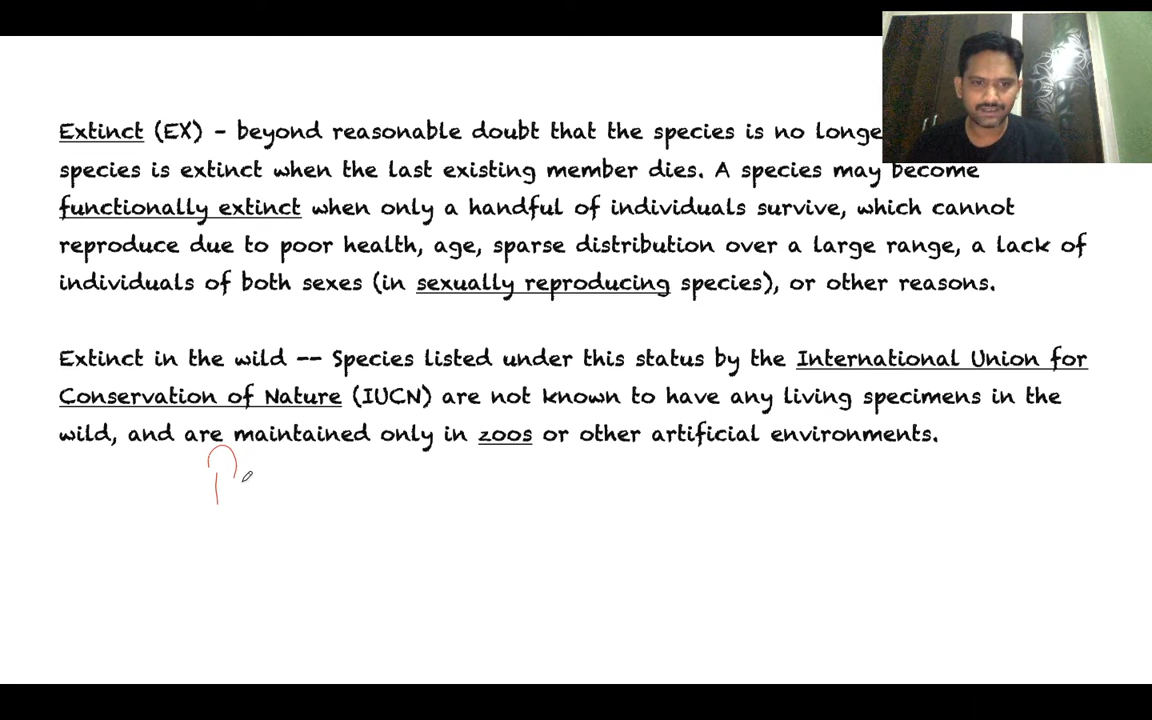 Extinct (EX) - beyond reasonable doubt that the species is no
species is extinct when the last existing member dies. A species may become
functionally extinct when only a handful of individuals survive, which cannot
reproduce due to poor health, age, sparse distribution over a large range, a lack of
individuals of both sexes (in sexually reproducing species), or other reasons.
Extinct in the wild -- Species listed under this status by the International Union for
Conservation of Nature (IUCN) are not known to have any living specimens in the
wild, and are maintained only in zoos or other artificial environments.